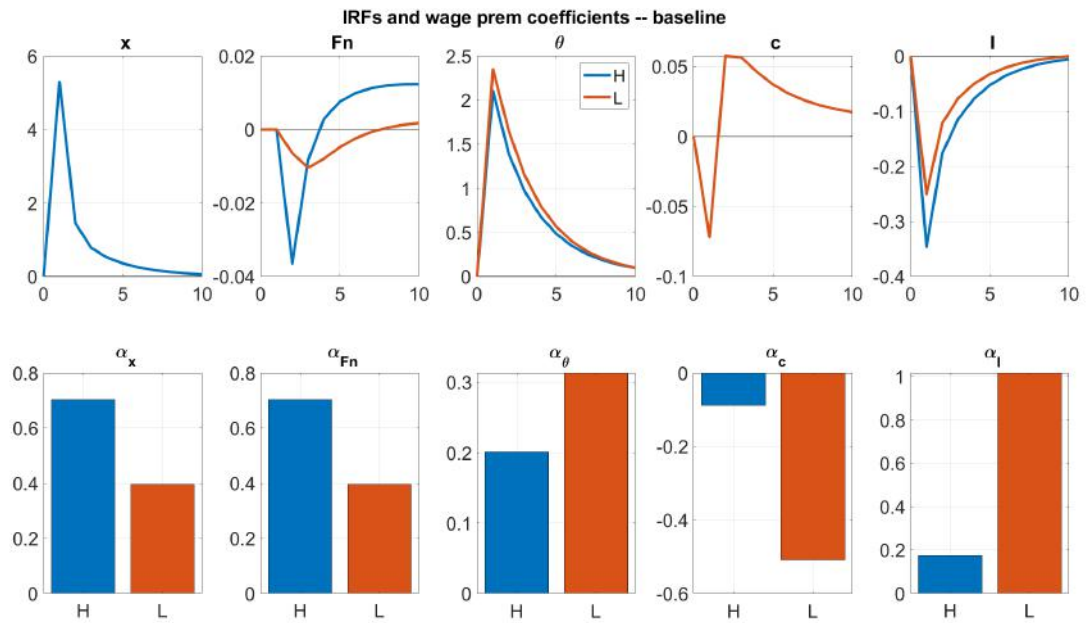 IRFs and wage prem coefficients -- baseline
x
Fn
θ
c
l
6
4
2
0
0
5
10
0.02
0
-0.02
-0.04
0
5
10
2.5
2
1.5
1
0.5
0
0
5
10
H
L
0.05
0
-0.05
-0.1
0
5
10
0
-0.1
-0.2
-0.3
-0.4
0
5
10
αx
αFn
αθ
αc
αl
0.8
0.6
0.4
0.2
0
H
L
0.8
0.6
0.4
0.2
0
H
L
0.3
0.2
0.1
0
H
L
0
-0.2
-0.4
-0.6
H
L
1
0.8
0.6
0.4
0.2
0
H
L